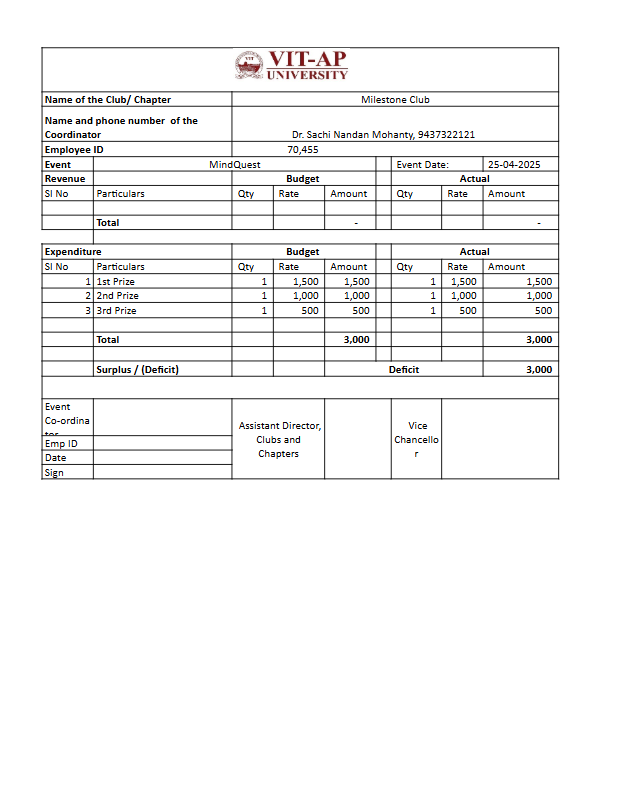 VIT-AP
UNIVERSITY
Name of the Club/ Chapter Milestone Club
Name and phone number of the
Coordinator Dr. Sachi Nandan Mohanty, 9437322121
Employee ID 70,455
Event MindQuest Event Date: 25-04-2025
Revenue Budget Actual
Sl No Particulars Qty Rate Amount Qty Rate Amount
Total - -
Expenditure Budget Actual
Sl No Particulars Qty Rate Amount Qty Rate Amount
1 1st Prize 1 1,500 1,500 1 1,500 1,500
2 2nd Prize 1 1,000 1,000 1 1,000 1,000
3 3rd Prize 1 500 500 1 500 500
Total 3,000 3,000
Surplus / (Deficit) Deficit 3,000
Event
Co-ordina
tor
Emp ID
Date
Sign
Assistant Director,
Clubs and
Chapters
Vice
Chancello
r